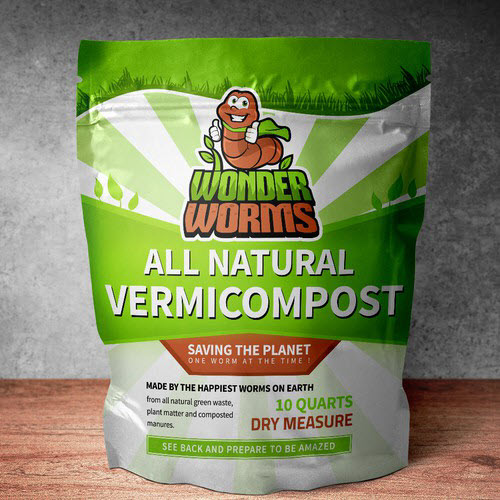 WONDER
WORMS
ALL NATURAL
VERMICOMPOST
SAVING THE PLANET
ONE WORM AT THE TIME !
MADE BY THE HAPPIEST WORMS ON EARTH
from all natural green waste,
plant matter and composted
manures.
10 QUARTS
DRY MEASURE
SEE BACK AND PREPARE TO BE AMAZED